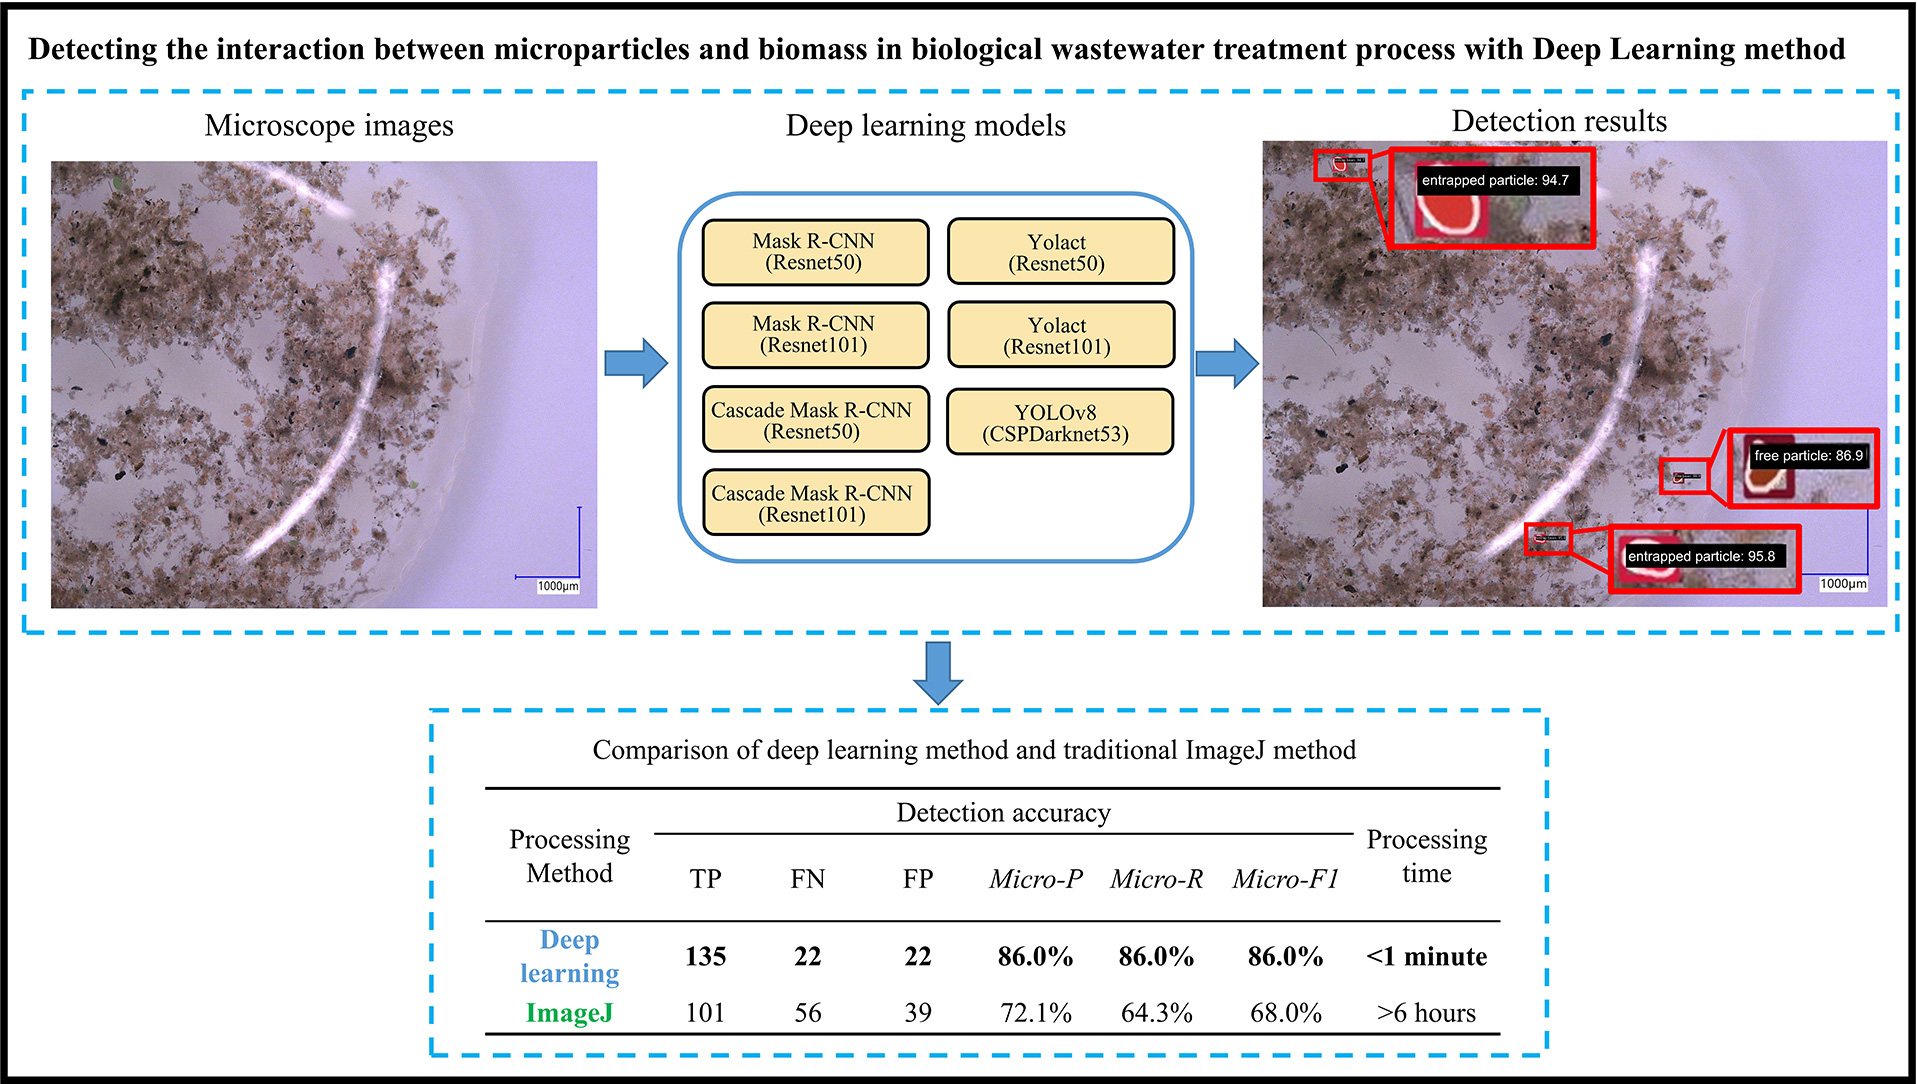 Detecting the interaction between microparticles and biomass in biological wastewater treatment process with Deep Learning method
Microscope images
Deep learning models
Detection results
1000μm
Mask R-CNN
(Resnet50)
Yolact
(Resnet50)
Mask R-CNN
(Resnet101)
Yolact
(Resnet101)
Cascade Mask R-CNN
(Resnet50)
YOLOv8
(CSPDarknet53)
Cascade Mask R-CNN
(Resnet101)
entrapped particle: 94.7
free particle: 86.9
entrapped particle: 95.8
1000μm
Comparison of deep learning method and traditional ImageJ method
Processing
Method
Detection accuracy
Processing
time
TP FN FP Micro-P Micro-R Micro-F1
Deep
learning
135 22 22 86.0% 86.0% 86.0% <1 minute
ImageJ 101 56 39 72.1% 64.3% 68.0% >6 hours